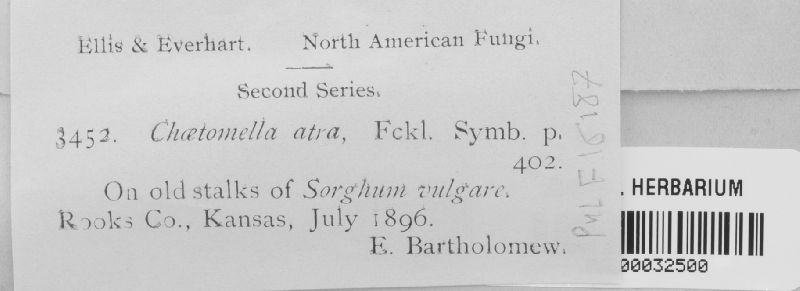 Ellis & Everhart. North American Fungi.
Second Series.
3452. Chætomella atra, Fckl. Symb. p.
402.
On old stalks of Sorghum vulgare.
Rooks Co., Kansas, July 1896.
E. Bartholomew.
PUL F16187
. HERBARIUM
00032500